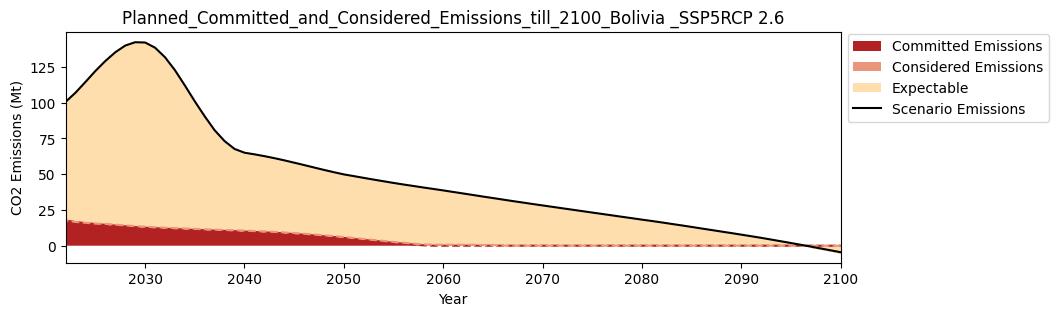 Planned_Committed_and_Considered_Emissions_till_2100_Bolivia _SSP5RCP 2.6
CO2 Emissions (Mt)
125
100
75
50
25
0
2030 2040 2050 2060 2070 2080 2090 2100
Year
Committed Emissions
Considered Emissions
Expectable
Scenario Emissions